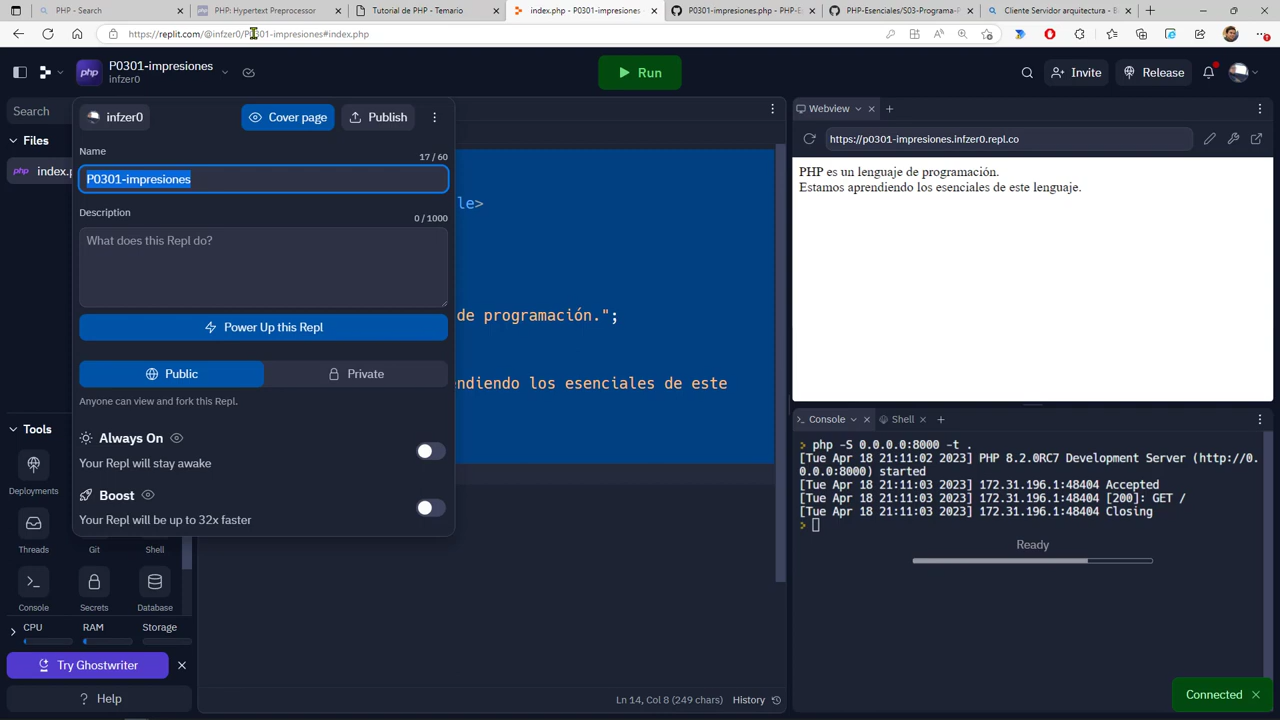 PHP - Search
PHP: Hypertext Preprocessor
Tutorial de PHP - Temario
index.php - P0301-impresiones
P0301-impresiones.php - PHP-E
PHP-Esenciales/S03-Programa-P
Cliente Servidor arquitectura - B
https://replit.com/@infzer0/P0301-impresiones#index.php
php
P0301-impresiones
infzer0
Run
Invite
Release
Search
infzer0
Cover page
Publish
Webview
Files
Name
17 / 60
https://p0301-impresiones.infzer0.repl.co
php
index.p
P0301-impresiones
PHP es un lenguaje de programación.
Estamos aprendiendo los esenciales de este lenguaje.
le>
Description
0 / 1000
What does this Repl do?
de programación.";
Power Up this Repl
Public
Private
endiendo los esenciales de este
Anyone can view and fork this Repl.
Tools
Always On
Your Repl will stay awake
Boost
Your Repl will be up to 32x faster
Deployments
Threads
Git
Shell
Console
Secrets
Database
CPU
RAM
Storage
Try Ghostwriter
Help
Console
Shell
> php -S 0.0.0.0:8000 -t .
[Tue Apr 18 21:11:02 2023] PHP 8.2.0RC7 Development Server (http://0.
0.0.0:8000) started
[Tue Apr 18 21:11:03 2023] 172.31.196.1:48404 Accepted
[Tue Apr 18 21:11:03 2023] 172.31.196.1:48404 [200]: GET /
[Tue Apr 18 21:11:03 2023] 172.31.196.1:48404 Closing
>
Ready
Ln 14, Col 8 (249 chars)
History
Connected